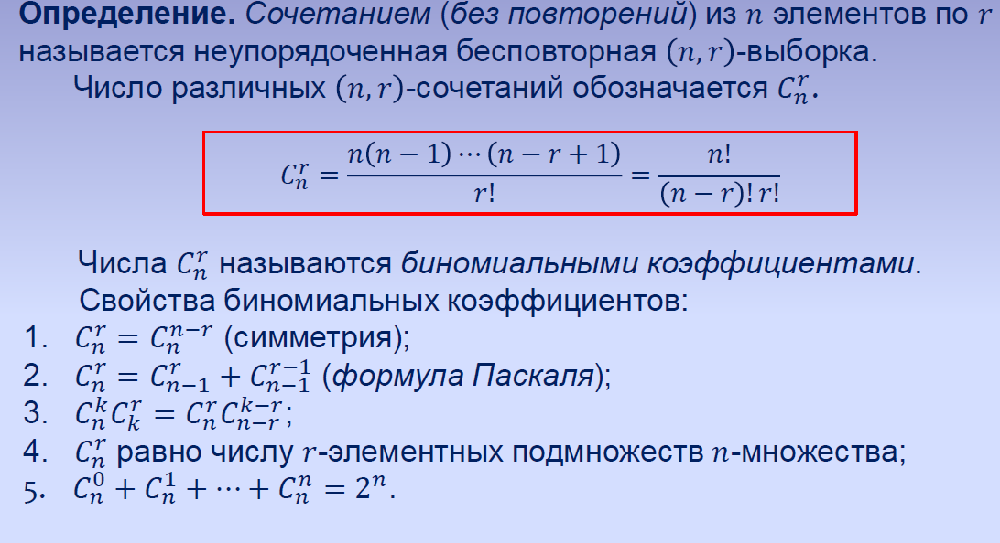 Определение. Сочетанием (без повторений) из n элементов по r
называется неупорядоченная бесповторная (n, r)-выборка.
Число различных (n, r)-сочетаний обозначается C_n^r.
C_n^r = \frac{n(n − 1) ⋯ (n − r + 1)}{r!} = \frac{n!}{(n − r)! r!}
Числа C_n^r называются биномиальными коэффициентами.
Свойства биномиальных коэффициентов:
1. C_n^r = C_n^{n−r} (симметрия);
2. C_n^r = C_{n−1}^r + C_{n−1}^{r−1} (формула Паскаля);
3. C_n^k C_k^r = C_n^r C_{n−r}^{k−r};
4. C_n^r равно числу r-элементных подмножеств n-множества;
5. C_n^0 + C_n^1 + ⋯ + C_n^n = 2^n.